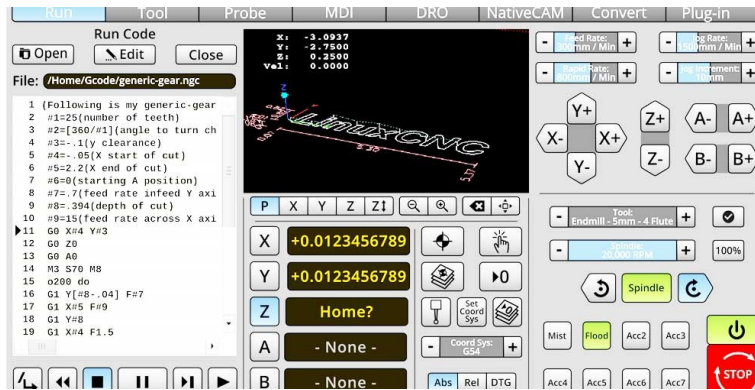 Run Tool Probe MDI DRO NativeCAM Convert Plug-in
Run Code
Open Edit Close
File: /Home/Gcode/generic-gear.ngc
1 (Following is my generic-gear
2 #1=25(number of teeth)
3 #2=[360/#1](angle to turn ch
4 #3=-.1(y clearance)
5 #4=-.05(X start of cut)
6 #5=2.2(X end of cut)
7 #6=0(starting A position)
8 #7=.7(feed rate infeed Y axi
9 #8=.394(depth of cut)
10 #9=15(feed rate across X axi
11 G0 X#4 Y#3
12 G0 Z0
13 G0 A0
14 M3 S70 M8
15 o200 do
16 G1 Y[#8-.04] F#7
17 G1 X#5 F#9
18 G1 Y#8
19 G1 X#4 F1.5
X: -3.0937
Y: -2.7500
Z: 0.2500
Vel: 0.0000
Z
LinuxCNC
P X Y Z Z
X +0.0123456789
Y +0.0123456789
0
Z Home?
Set Coord Sys
A - None -
- Coord Sys: G54 +
B - None -
Abs Rel DTG
- Feed Rate: 300mm / Min +
- Jog Rate: 1500mm / Min +
- Rapid Rate: 800mm / Min +
- Jog Increment: 10mm +
Y+
X- X+
Y-
Z+
Z-
A- A+
B- B+
- Tool: Endmill - 5mm - 4 Flute +
- Spindle: 20,000 RPM + 100%
Spindle
Mist Flood Acc2 Acc3
Acc4 Acc5 Acc6 Acc7
STOP